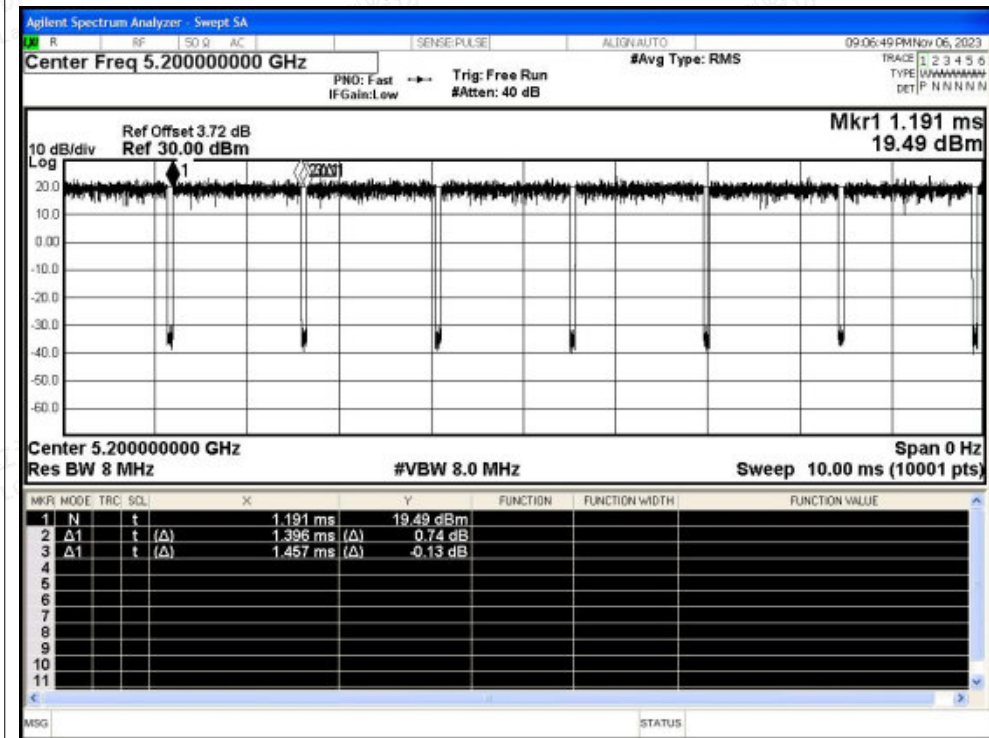 Agilent Spectrum Analyzer - Swept SA
LXI R RF 50 Ω AC SENSE:PULSE ALIGNAUTO 09:06:49 PM Nov 06, 2023
Center Freq 5.200000000 GHz #Avg Type: RMS TRACE 1 2 3 4 5 6
PNO: Fast Trig: Free Run TYPE
IFGain:Low #Atten: 40 dB DET P N N N N N
Mkr1 1.191 ms
Ref Offset 3.72 dB
10 dB/div Ref 30.00 dBm 19.49 dBm
Log
1
20.0
10.0
0.00
-10.0
-20.0
-30.0
-40.0
-50.0
-60.0
Center 5.200000000 GHz Span 0 Hz
Res BW 8 MHz #VBW 8.0 MHz Sweep 10.00 ms (10001 pts)
MKR MODE TRC SCL X Y FUNCTION FUNCTION WIDTH FUNCTION VALUE
1 N t 1.191 ms 19.49 dBm
2 Δ1 t (Δ) 1.396 ms (Δ) 0.74 dB
3 Δ1 t (Δ) 1.457 ms (Δ) -0.13 dB
4
5
6
7
8
9
10
11
MSG STATUS